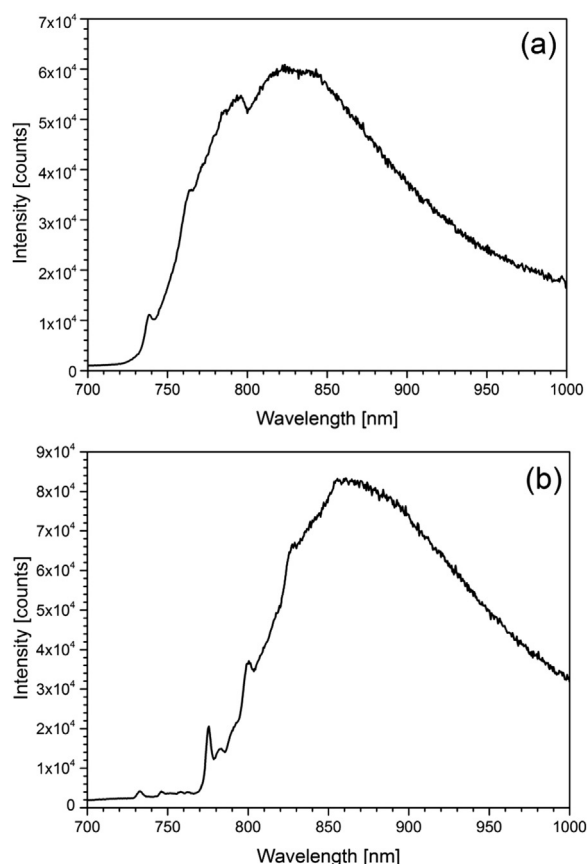 (a)
7x10⁴
6x10⁴
5x10⁴
4x10⁴
3x10⁴
2x10⁴
1x10⁴
0
Intensity [counts]
700 750 800 850 900 950 1000
Wavelength [nm]
(b)
9x10⁴
8x10⁴
7x10⁴
6x10⁴
5x10⁴
4x10⁴
3x10⁴
2x10⁴
1x10⁴
0
Intensity [counts]
700 750 800 850 900 950 1000
Wavelength [nm]